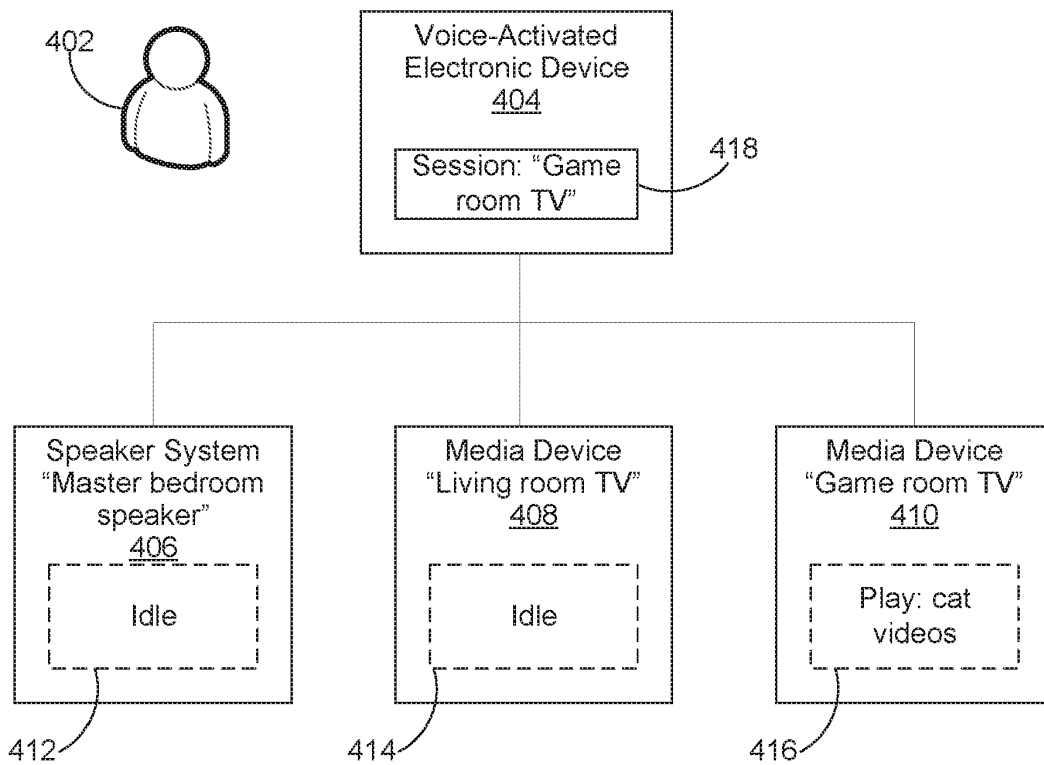 402
Voice-Activated
Electronic Device
404
Session: “Game
room TV”
418
Speaker System
“Master bedroom
speaker”
406
Idle
412
Media Device
“Living room TV”
408
Idle
414
Media Device
“Game room TV”
410
Play: cat
videos
416